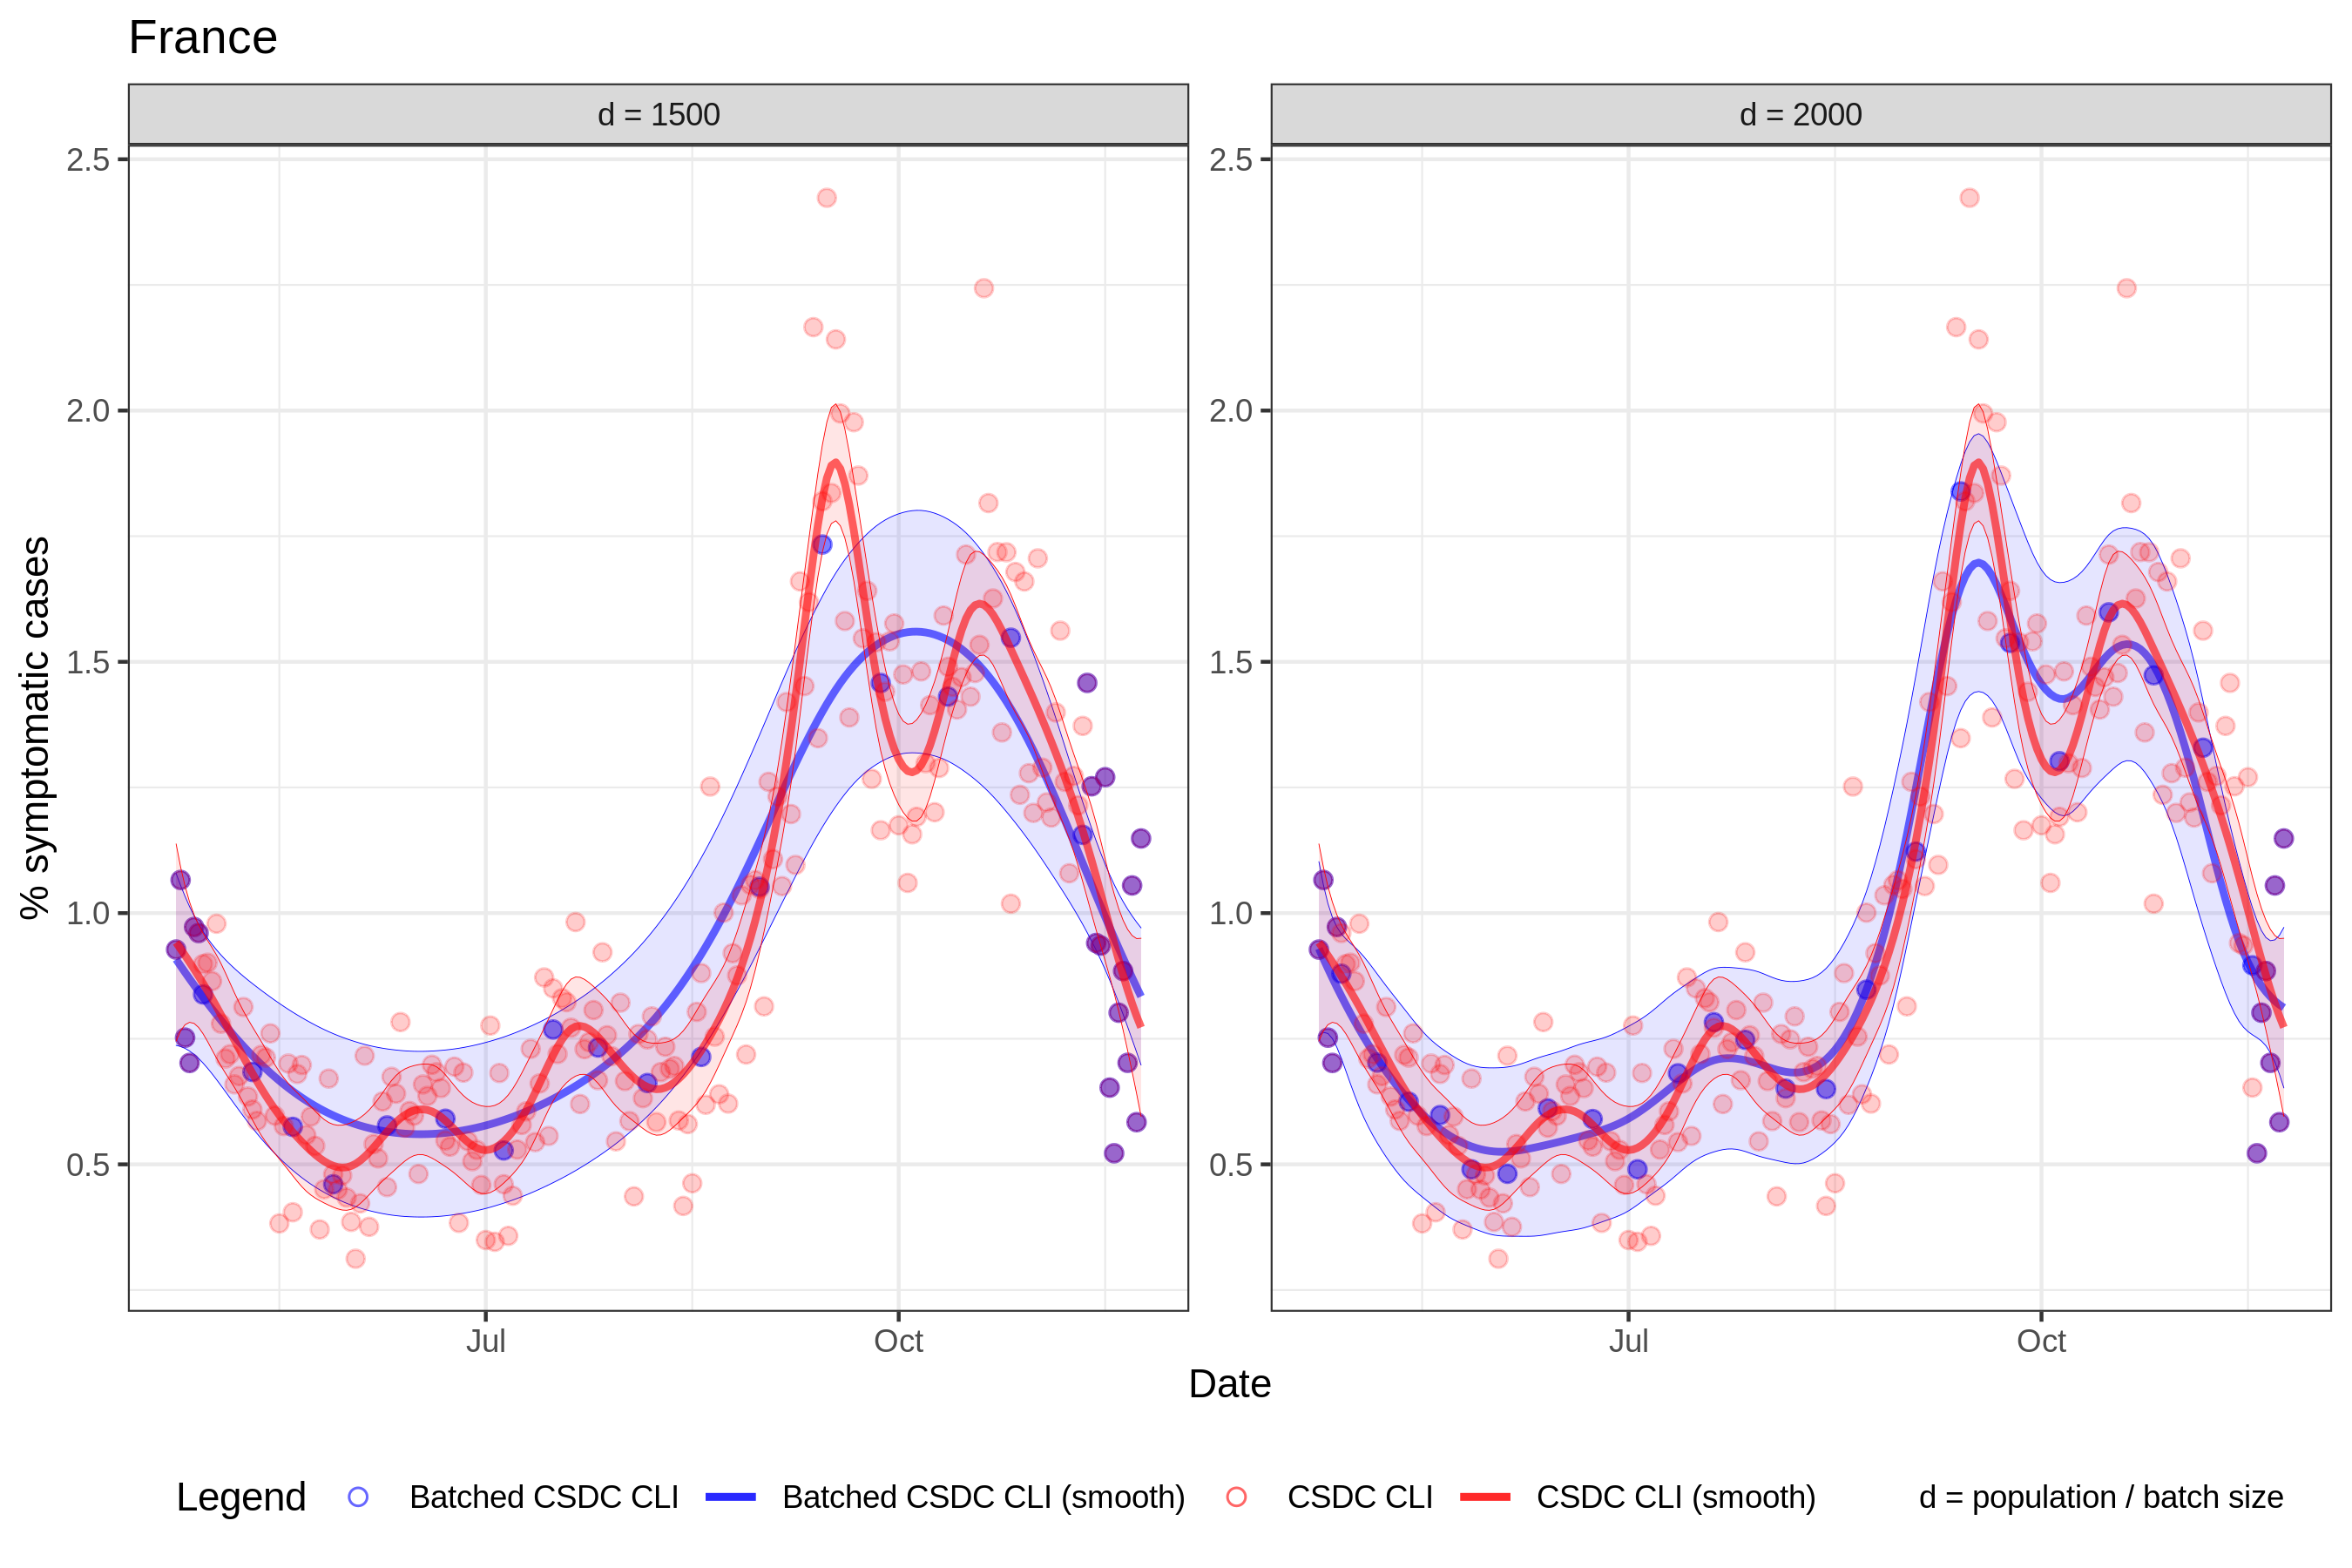 France
d = 1500
d = 2000
2.5
2.0
1.5
1.0
0.5
2.5
2.0
1.5
1.0
0.5
% symptomatic cases
Jul
Oct
Jul
Oct
Date
Legend
Batched CSDC CLI
Batched CSDC CLI (smooth)
CSDC CLI
CSDC CLI (smooth)
d = population / batch size